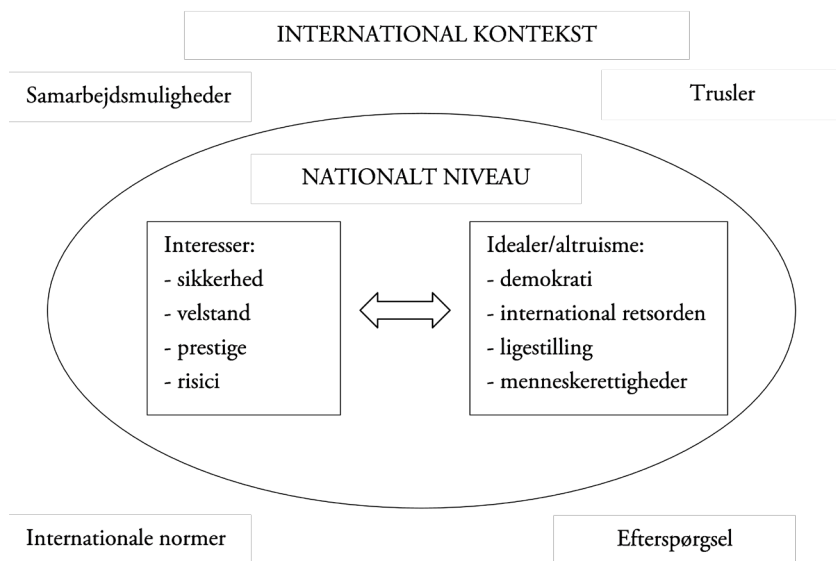 INTERNATIONAL KONTEKST
Samarbejdsmuligheder
Trusler
NATIONALT NIVEAU
Interesser:
- sikkerhed
- velstand
- prestige
- risici
Idealer/altruisme:
- demokrati
- international retsorden
- ligestilling
- menneskerettigheder
Internationale normer
Efterspørgsel